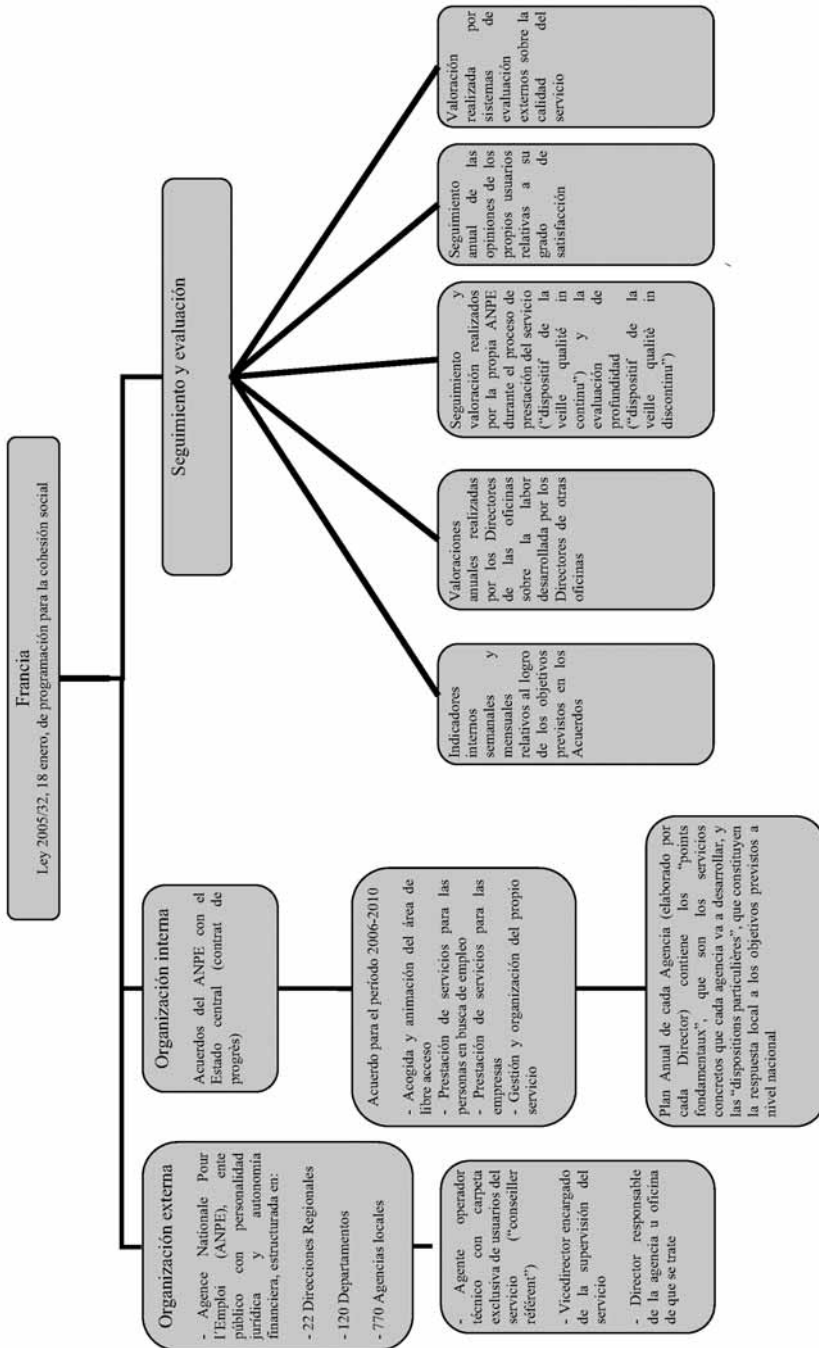 Francia
Ley 2005/32, 18 enero, de programación para la cohesión social
Organización externa
- Agence Nationale Pour
l'Emploi (ANPE), ente
público con personalidad
jurídica y autonomía
financiera, estructurada en:
- 22 Direcciones Regionales
- 120 Departamentos
- 770 Agencias locales
- Agente operador
técnico con carpeta
exclusiva de usuarios del
servicio ("conseiller
référent")
- Vicedirector encargado
de la supervisión del
servicio
- Director responsable
de la agencia u oficina
de que se trate
Organización interna
Acuerdos del ANPE con el
Estado central (contrat de
progrès)
Acuerdo para el período 2006-2010
- Acogida y animación del área de
libre acceso
- Prestación de servicios para las
personas en busca de empleo
- Prestación de servicios para las
empresas
- Gestión y organización del propio
servicio
Plan Anual de cada Agencia (elaborado por
cada Director) contiene los "points
fondamentaux", que son los servicios
concretos que cada agencia va a desarrollar, y
las "dispositions particulières", que constituyen
la respuesta local a los objetivos previstos a
nivel nacional
Seguimiento y evaluación
Indicadores
internos
semanales y
mensuales
relativos al logro
de los objetivos
previstos en los
Acuerdos
Valoraciones
anuales realizadas
por los Directores
de las oficinas
sobre la labor
desarrollada por los
Directores de otras
oficinas
Seguimiento y
valoración realizados
por la propia ANPE
durante el proceso de
prestación del servicio
("dispositif de la
veille qualité in
continu") y la
evaluación de
profundidad
("dispositif de la
veille qualitè in
discontinu")
Seguimiento
anual de las
opiniones de los
propios usuarios
relativas a su
grado de
satisfacción
Valoración
realizada por
sistemas de
evaluación
externos sobre la
calidad del
servicio